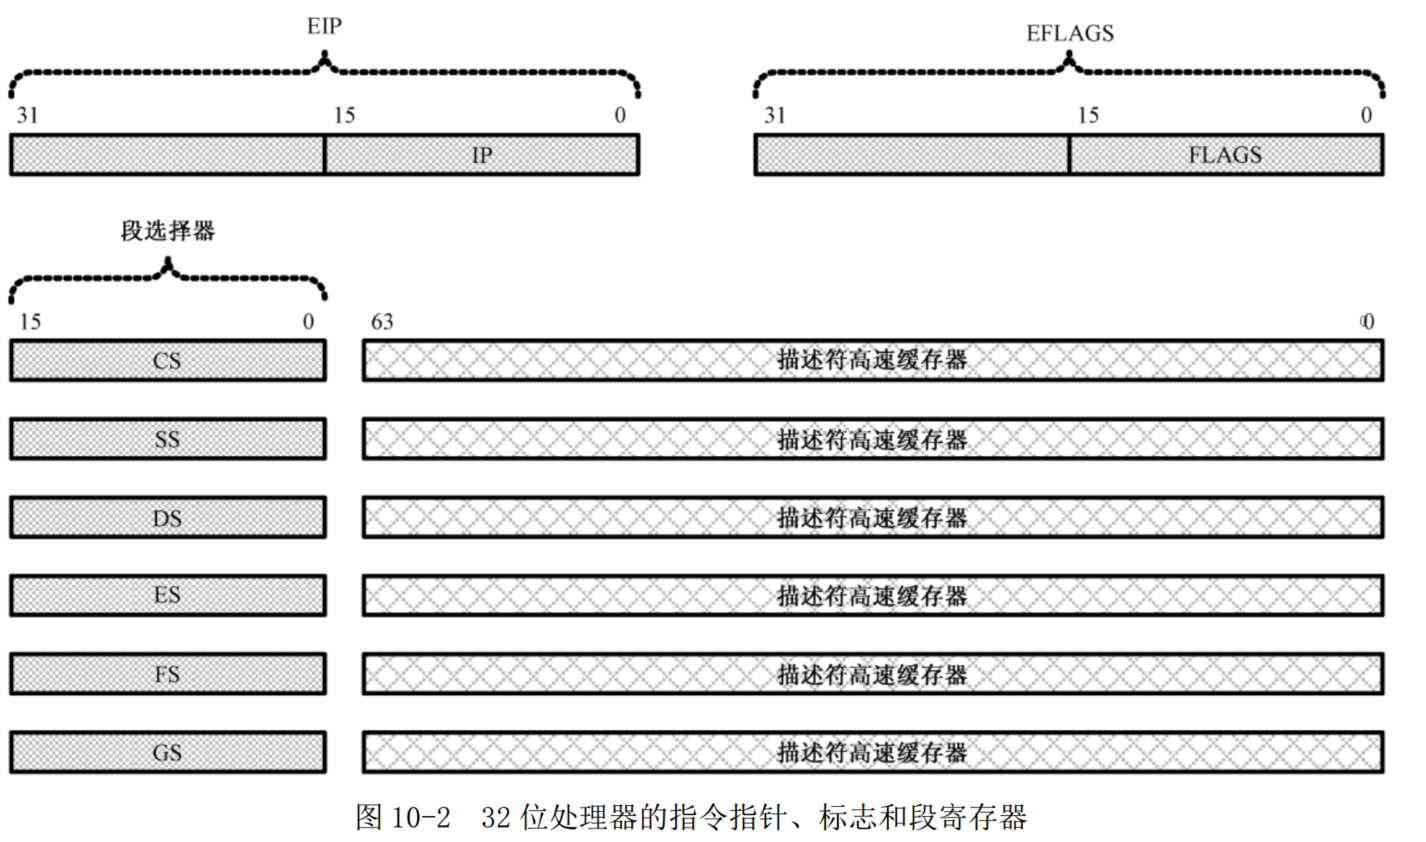 EIP EFLAGS
31 15 0 31 15 0
IP FLAGS
段选择器
15 0 63 0
CS 描述符高速缓存器
SS 描述符高速缓存器
DS 描述符高速缓存器
ES 描述符高速缓存器
FS 描述符高速缓存器
GS 描述符高速缓存器
图 10-2 32 位处理器的指令指针、标志和段寄存器